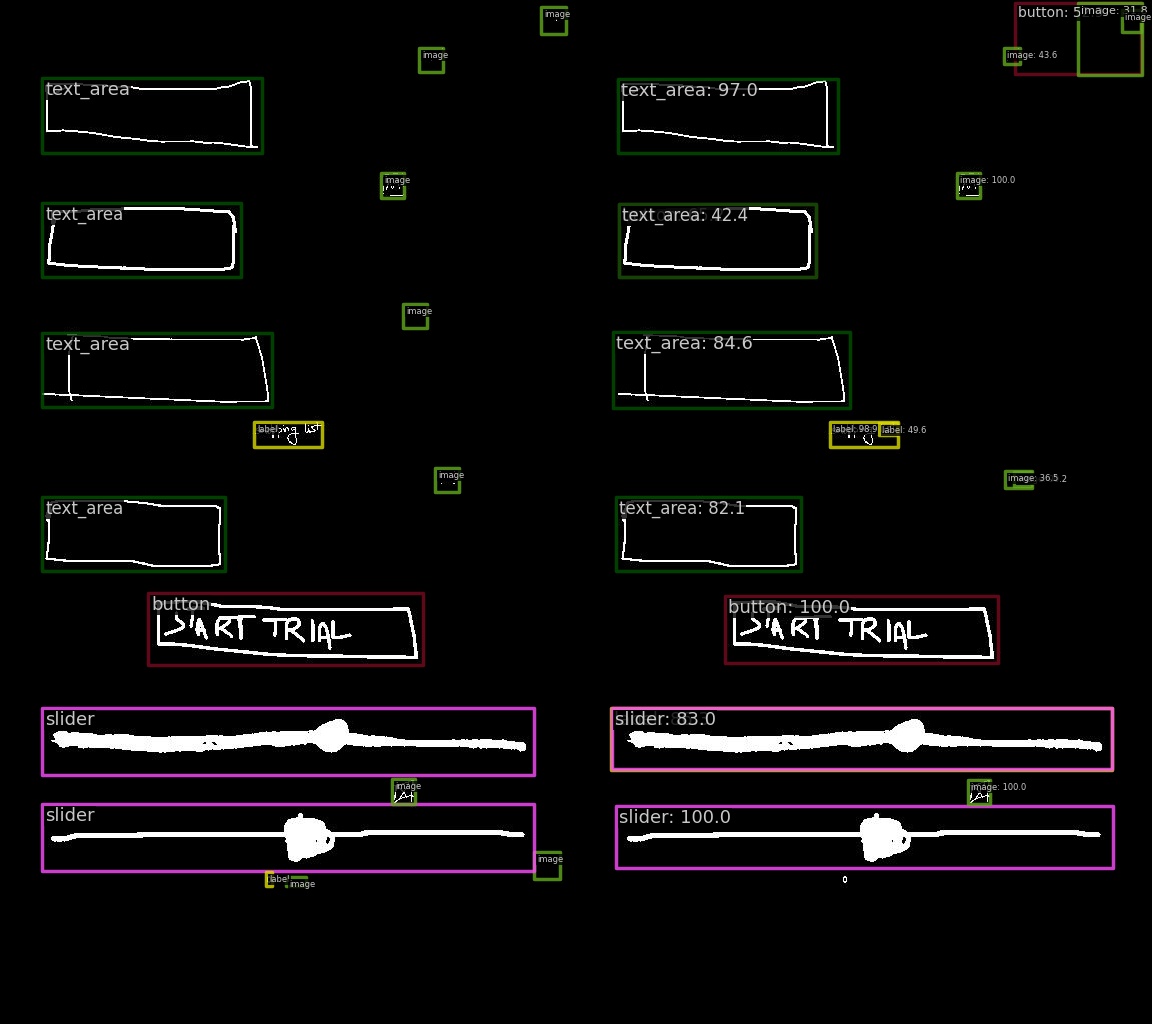 image
image
text_area
image
text_area
image
text_area
label
list
image
text_area
button
START TRIAL
slider
image
slider
image
label
image
button:
image: 31.8
image
image: 43.6
text_area: 97.0
image: 100.0
text_area: 42.4
text_area: 84.6
label: 98.9
label: 49.6
image: 36.5
text_area: 82.1
button: 100.0
START TRIAL
slider: 83.0
image: 100.0
slider: 100.0